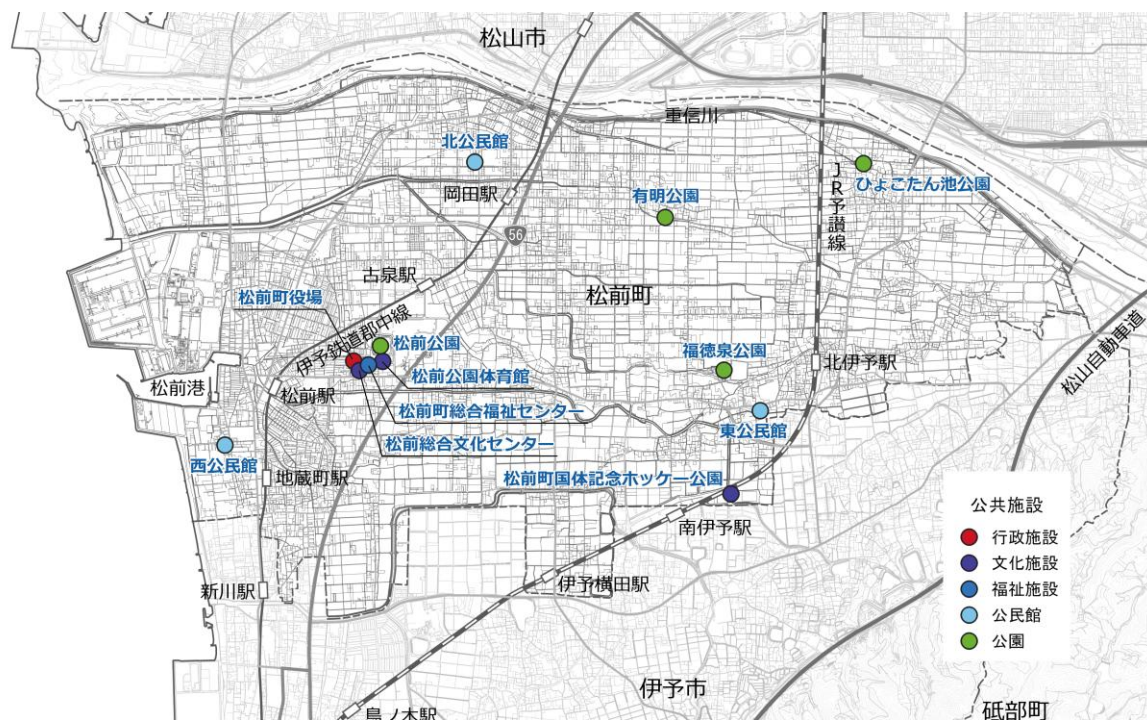 松山市
重信川
北公民館
岡田駅
有明公園
ひょこたん池公園
JR予讃線
56
古泉駅
松前町役場
松前町
伊予鉄道郡中線
松前公園
福徳泉公園
北伊予駅
松山自動車道
松前港
松前駅
松前公園体育館
松前町総合福祉センター
東公民館
松前総合文化センター
西公民館
地蔵町駅
松前町国体記念ホッケー公園
南伊予駅
新川駅
伊予横田駅
伊予市
鳥ノ木駅
砥部町
公共施設
行政施設
文化施設
福祉施設
公民館
公園